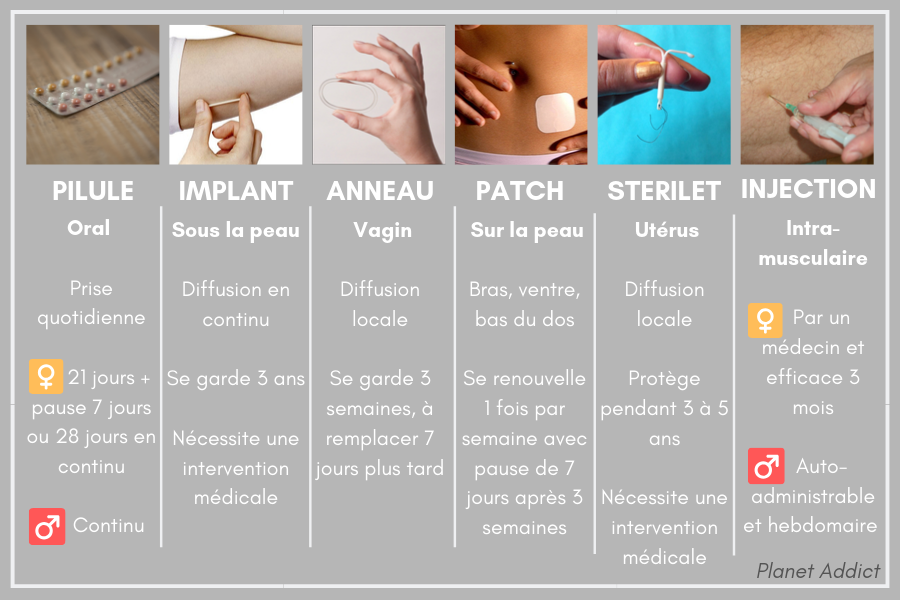 PILULE
Oral
Prise
quotidienne
♀ 21 jours +
pause 7 jours
ou 28 jours en
continu
♂ Continu
IMPLANT
Sous la peau
Diffusion en
continu
Se garde 3 ans
Nécessite une
intervention
médicale
ANNEAU
Vagin
Diffusion
locale
Se garde 3
semaines, à
remplacer 7
jours plus tard
PATCH
Sur la peau
Bras, ventre,
bas du dos
Se renouvelle
1 fois par
semaine avec
pause de 7
jours après 3
semaines
STERILET
Utérus
Diffusion
locale
Protège
pendant 3 à 5
ans
Nécessite une
intervention
médicale
INJECTION
Intra-
musculaire
♀ Par un
médecin et
efficace 3
mois
♂ Auto-
administrable
et hebdomaire
Planet Addict